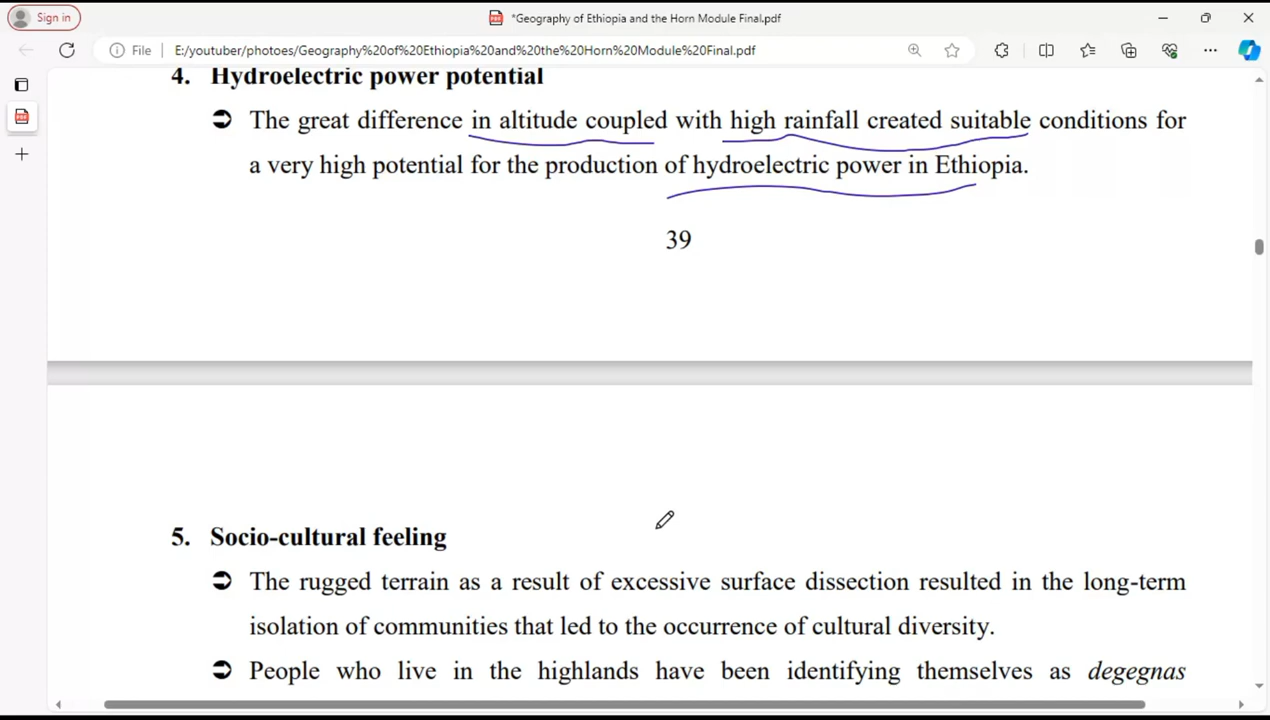 Sign in
*Geography of Ethiopia and the Horn Module Final.pdf
File
E:/youtuber/photoes/Geography%20of%20Ethiopia%20and%20the%20Horn%20Module%20Final.pdf
4. Hydroelectric power potential
➲ The great difference in altitude coupled with high rainfall created suitable conditions for
a very high potential for the production of hydroelectric power in Ethiopia.
39
5. Socio-cultural feeling
➲ The rugged terrain as a result of excessive surface dissection resulted in the long-term
isolation of communities that led to the occurrence of cultural diversity.
➲ People who live in the highlands have been identifying themselves as degegnas